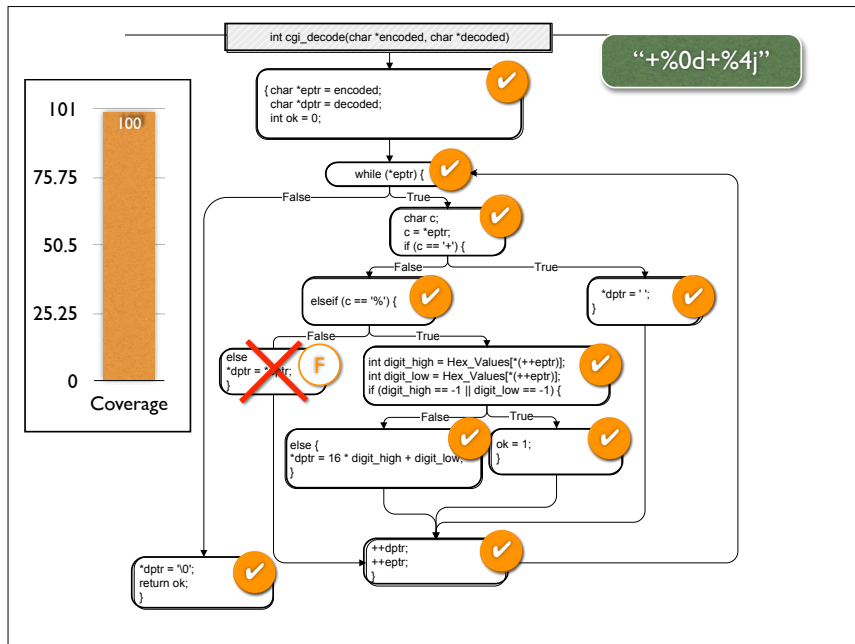 int cgi_decode(char *encoded, char *decoded)
“+%0d+%4j”
{ char *eptr = encoded;
char *dptr = decoded;
int ok = 0;
101
100
75.75
50.5
25.25
0
Coverage
while (*eptr) {
False
True
char c;
c = *eptr;
if (c == '+') {
False
True
elseif (c == '%') {
*dptr = ' ';
}
False
True
else
*dptr = *eptr;
}
F
int digit_high = Hex_Values[*(++eptr)];
int digit_low = Hex_Values[*(++eptr)];
if (digit_high == -1 || digit_low == -1) {
False
True
else {
*dptr = 16 * digit_high + digit_low;
}
ok = 1;
}
++dptr;
++eptr;
}
*dptr = '\0';
return ok;
}